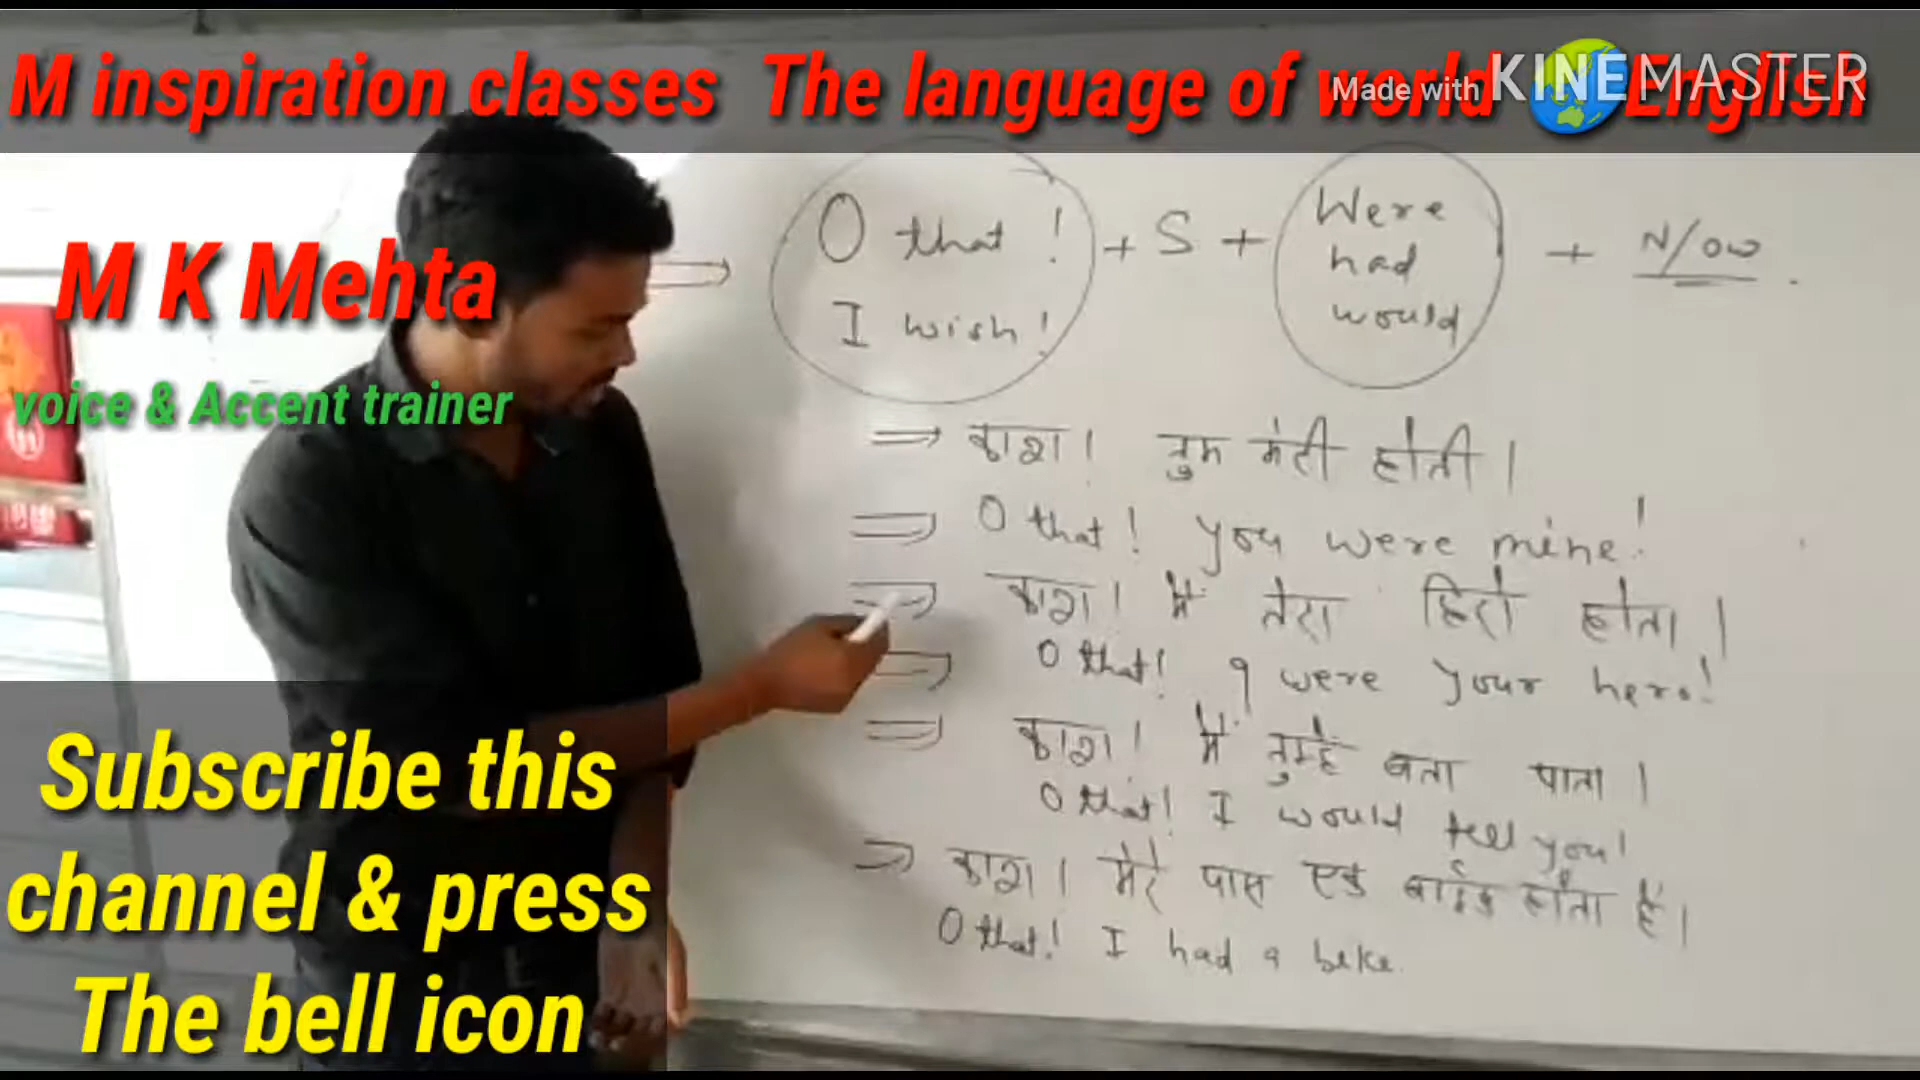 M inspiration classes The language of world 🌏 English
Made with KINEMASTER
M K Mehta
voice & Accent trainer
O that! + S + Were + N/ow.
I wish! had
would
काश! तुम मेरी होती।
O that! you were mine!
काश! मैं तेरा हिरो होता।
O that! I were your hero!
काश! मैं तुम्हें बता पाता।
O that! I would tell you!
काश! मेरे पास एक बाईक होता है।
O that! I had a bike.
Subscribe this
channel & press
The bell icon